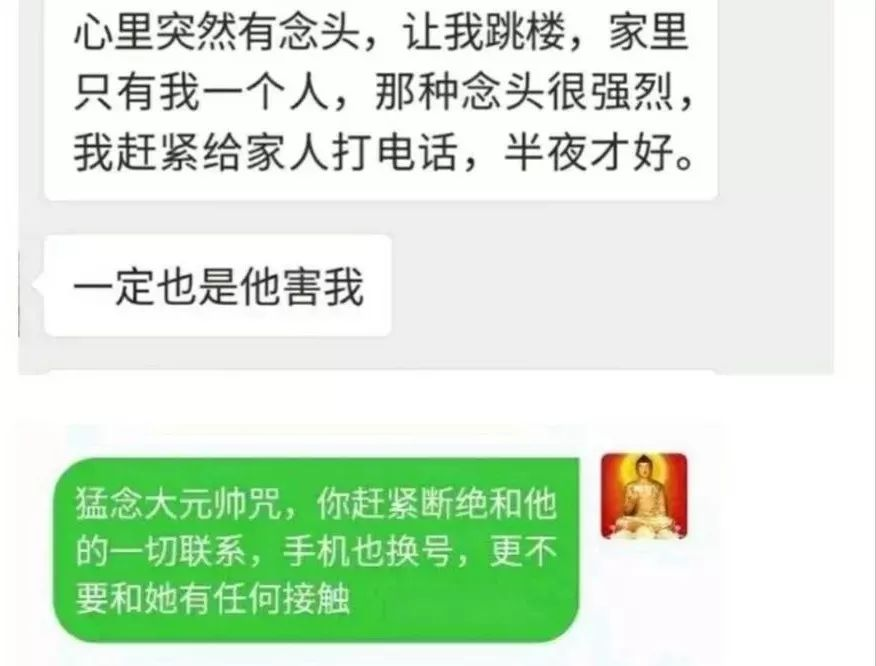 心里突然有念头，让我跳楼，家里
只有我一个人，那种念头很强烈，
我赶紧给家人打电话，半夜才好。
一定也是他害我
猛念大元帅咒，你赶紧断绝和他
的一切联系，手机也换号，更不
要和她有任何接触